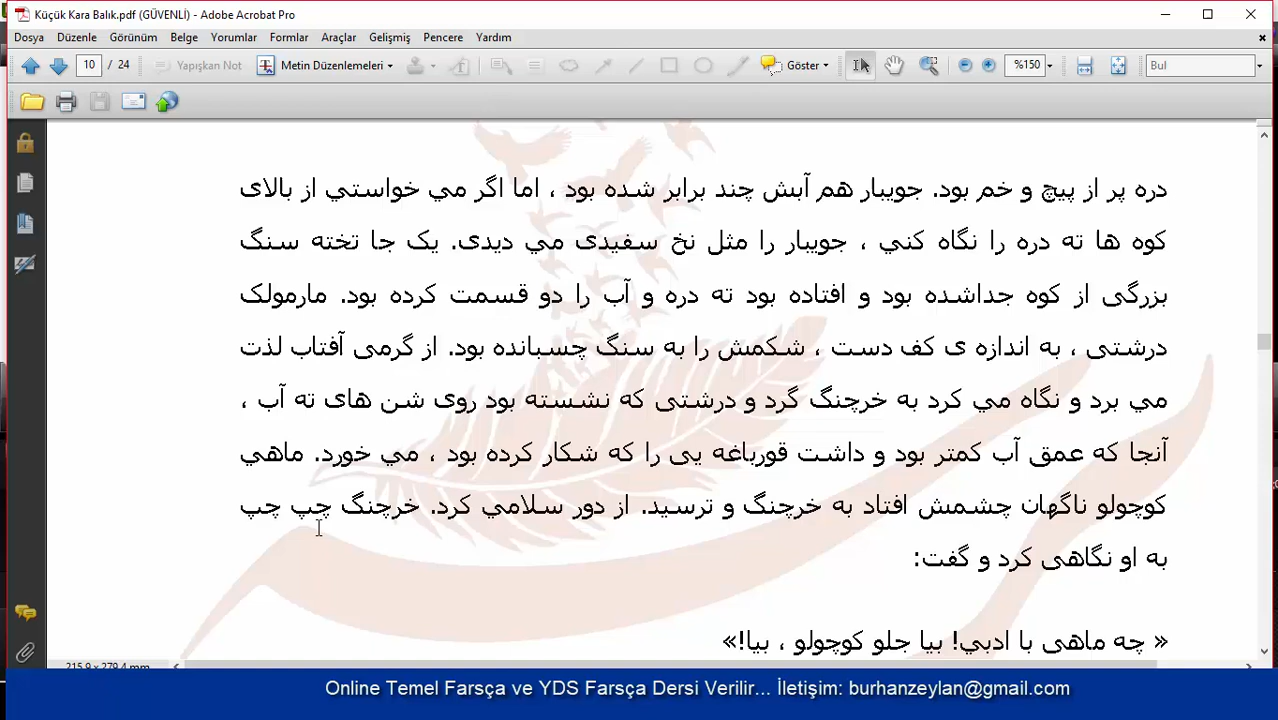 Küçük Kara Balık.pdf (GÜVENLİ) - Adobe Acrobat Pro
Dosya Düzenle Görünüm Belge Yorumlar Formlar Araçlar Gelişmiş Pencere Yardım
10 / 24 Yapışkan Not Metin Düzenlemeleri Göster %150 Bul
دره پر از پیچ و خم بود. جویبار هم آبش چند برابر شده بود ، اما اگر مي خواستي از بالای
کوه ها ته دره را نگاه کني ، جویبار را مثل نخ سفیدی مي دیدی. یک جا تخته سنگ
بزرگی از کوه جداشده بود و افتاده بود ته دره و آب را دو قسمت کرده بود. مارمولک
درشتی ، به اندازه ی کف دست ، شکمش را به سنگ چسبانده بود. از گرمی آفتاب لذت
مي برد و نگاه مي کرد به خرچنگ گرد و درشتی که نشسته بود روی شن های ته آب ،
آنجا که عمق آب کمتر بود و داشت قورباغه یی را که شکار کرده بود ، مي خورد. ماهي
کوچولو ناگهان چشمش افتاد به خرچنگ و ترسید. از دور سلامي کرد. خرچنگ چپ چپ
به او نگاهی کرد و گفت:
« چه ماهی با ادبي! بیا جلو کوچولو ، بیا!»
215,9 x 279,4 mm
Online Temel Farsça ve YDS Farsça Dersi Verilir... İletişim: burhanzeylan@gmail.com